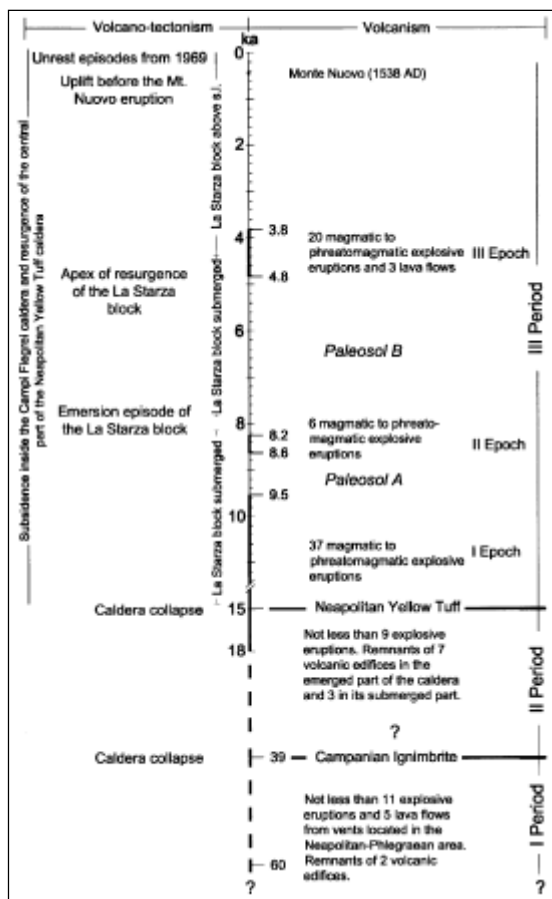 Volcano-tectonism
Volcanism
ka
Unrest episodes from 1969
0
Uplift before the Mt.
Nuovo eruption
Monte Nuovo (1538 AD)
2
3.8
4
20 magmatic to
phreatomagmatic explosive
eruptions and 3 lava flows
III Epoch
4.8
Apex of resurgence
of the La Starza
block
6
Paleosol B
Emersion episode of
the La Starza block
8
8.2
8.6
6 magmatic to phreato-
magmatic explosive
eruptions
II Epoch
Paleosol A
9.5
10
37 magmatic to
phreatomagmatic explosive
eruptions
I Epoch
Caldera collapse
15
Neapolitan Yellow Tuff
18
Not less than 9 explosive
eruptions. Remnants of 7
volcanic edifices in the
emerged part of the caldera
and 3 in its submerged part.
?
Caldera collapse
39
Campanian Ignimbrite
Not less than 11 explosive
eruptions and 5 lava flows
from vents located in the
Neapolitan-Phlegraean area.
Remnants of 2 volcanic
edifices.
60
?
?
Subsidence inside the Campi Flegrei caldera and resurgence of the central
part of the Neapolitan Yellow Tuff caldera
La Starza block submerged
La Starza block submerged
La Starza block above s.l.
I Period
II Period
III Period